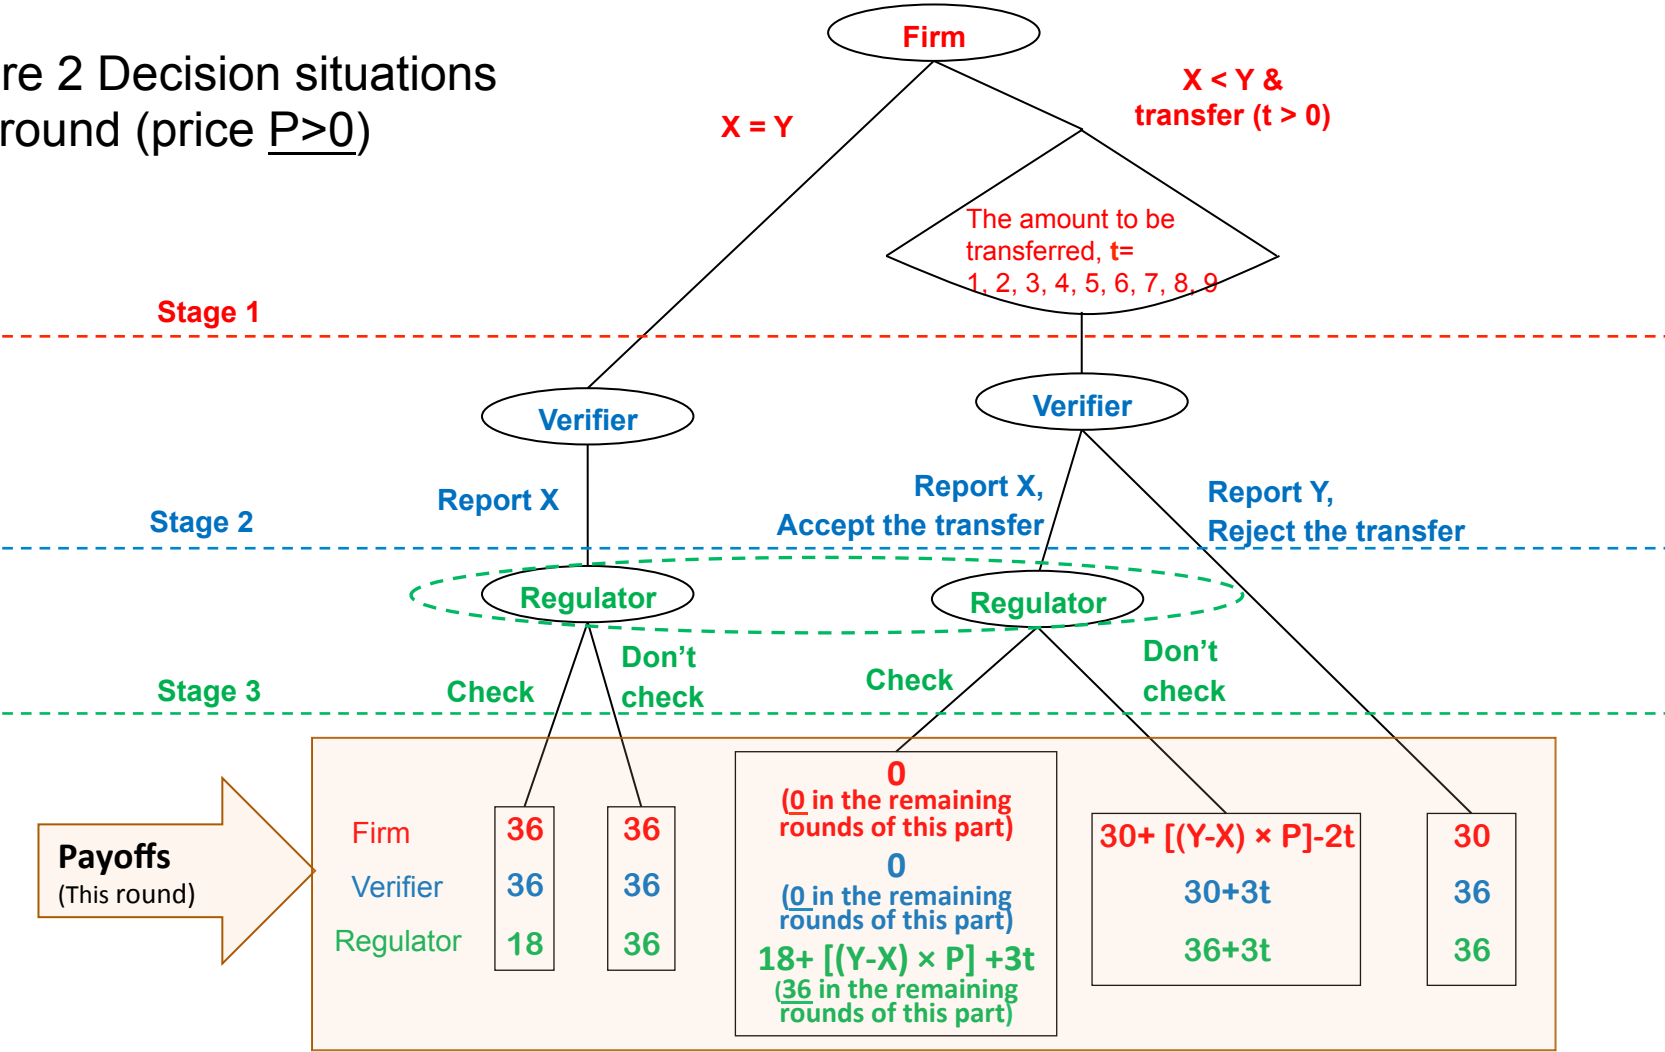 re 2 Decision situations
round (price P>0)
Firm
X < Y &
transfer (t > 0)
X = Y
The amount to be
transferred, t=
1, 2, 3, 4, 5, 6, 7, 8, 9
Stage 1
Verifier
Verifier
Report X
Report X,
Accept the transfer
Report Y,
Reject the transfer
Stage 2
Regulator
Regulator
Check
Don’t
check
Check
Don’t
check
Stage 3
Payoffs
(This round)
Firm
Verifier
Regulator
36
36
18
36
36
36
0
(0 in the remaining
rounds of this part)
0
(0 in the remaining
rounds of this part)
18+ [(Y-X) × P] +3t
(36 in the remaining
rounds of this part)
30+ [(Y-X) × P]-2t
30+3t
36+3t
30
36
36